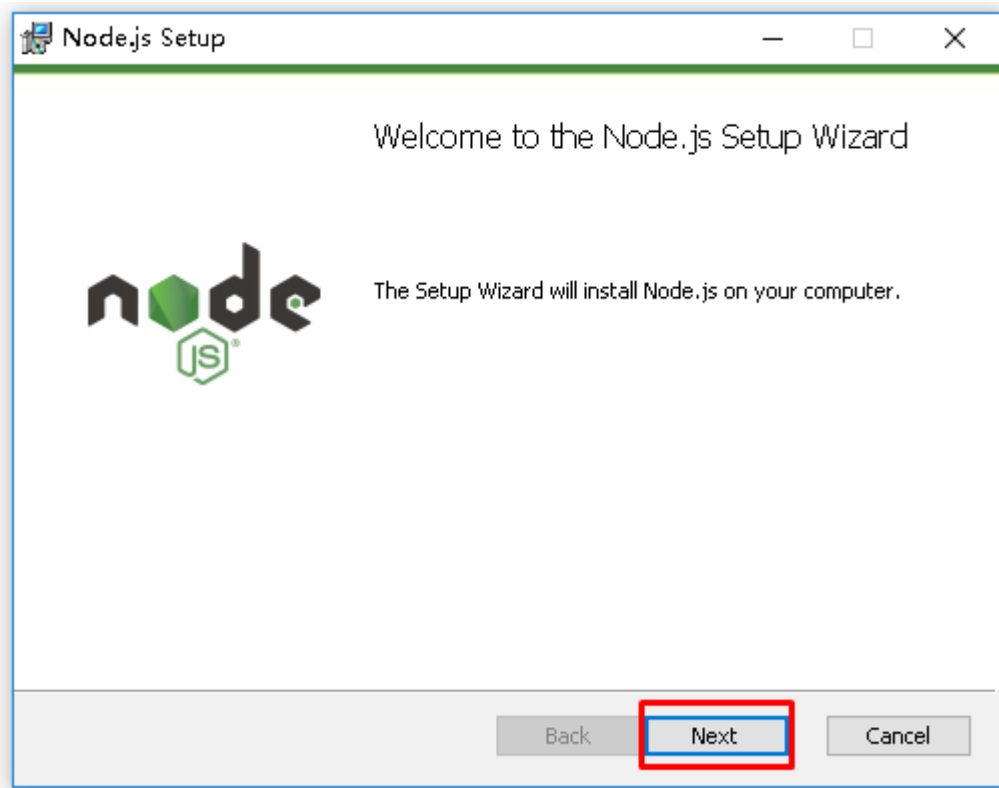 Node.js Setup
Welcome to the Node.js Setup Wizard
node
JS®
The Setup Wizard will install Node.js on your computer.
Back
Next
Cancel